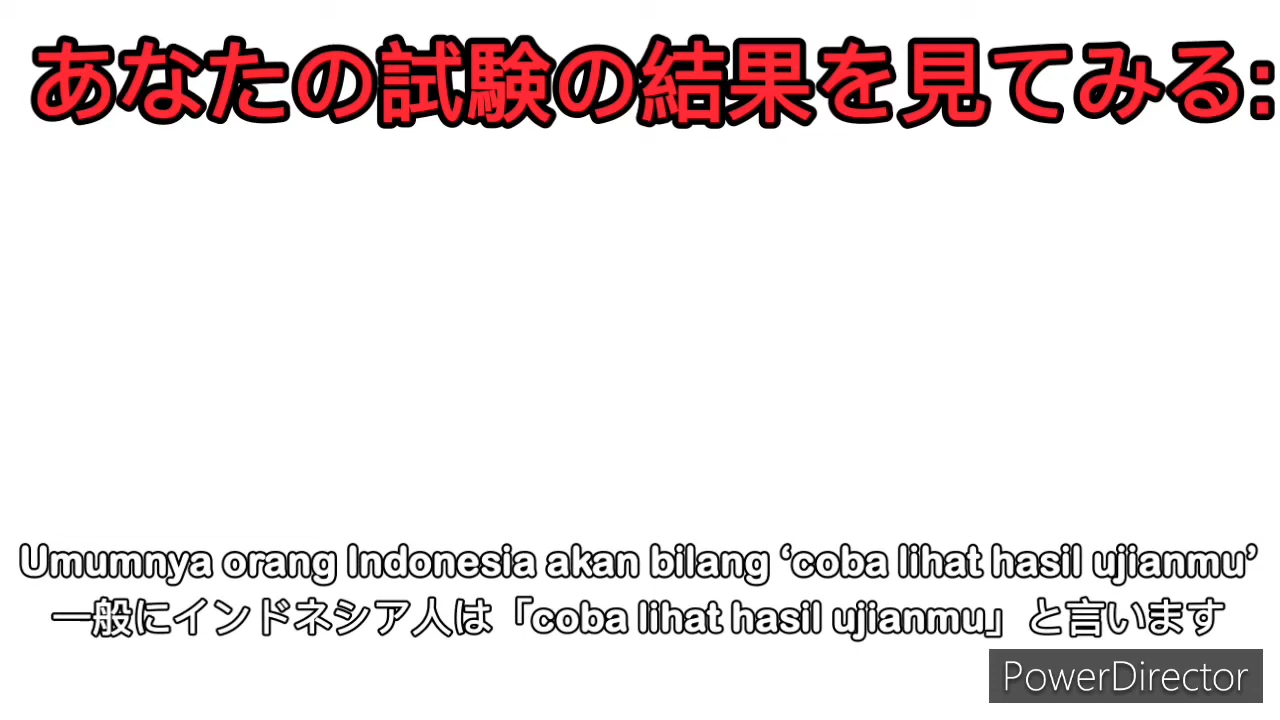 あなたの試験の結果を見てみる:
Umumnya orang Indonesia akan bilang ‘coba lihat hasil ujianmu’
一般にインドネシア人は「coba lihat hasil ujianmu」と言います
PowerDirector